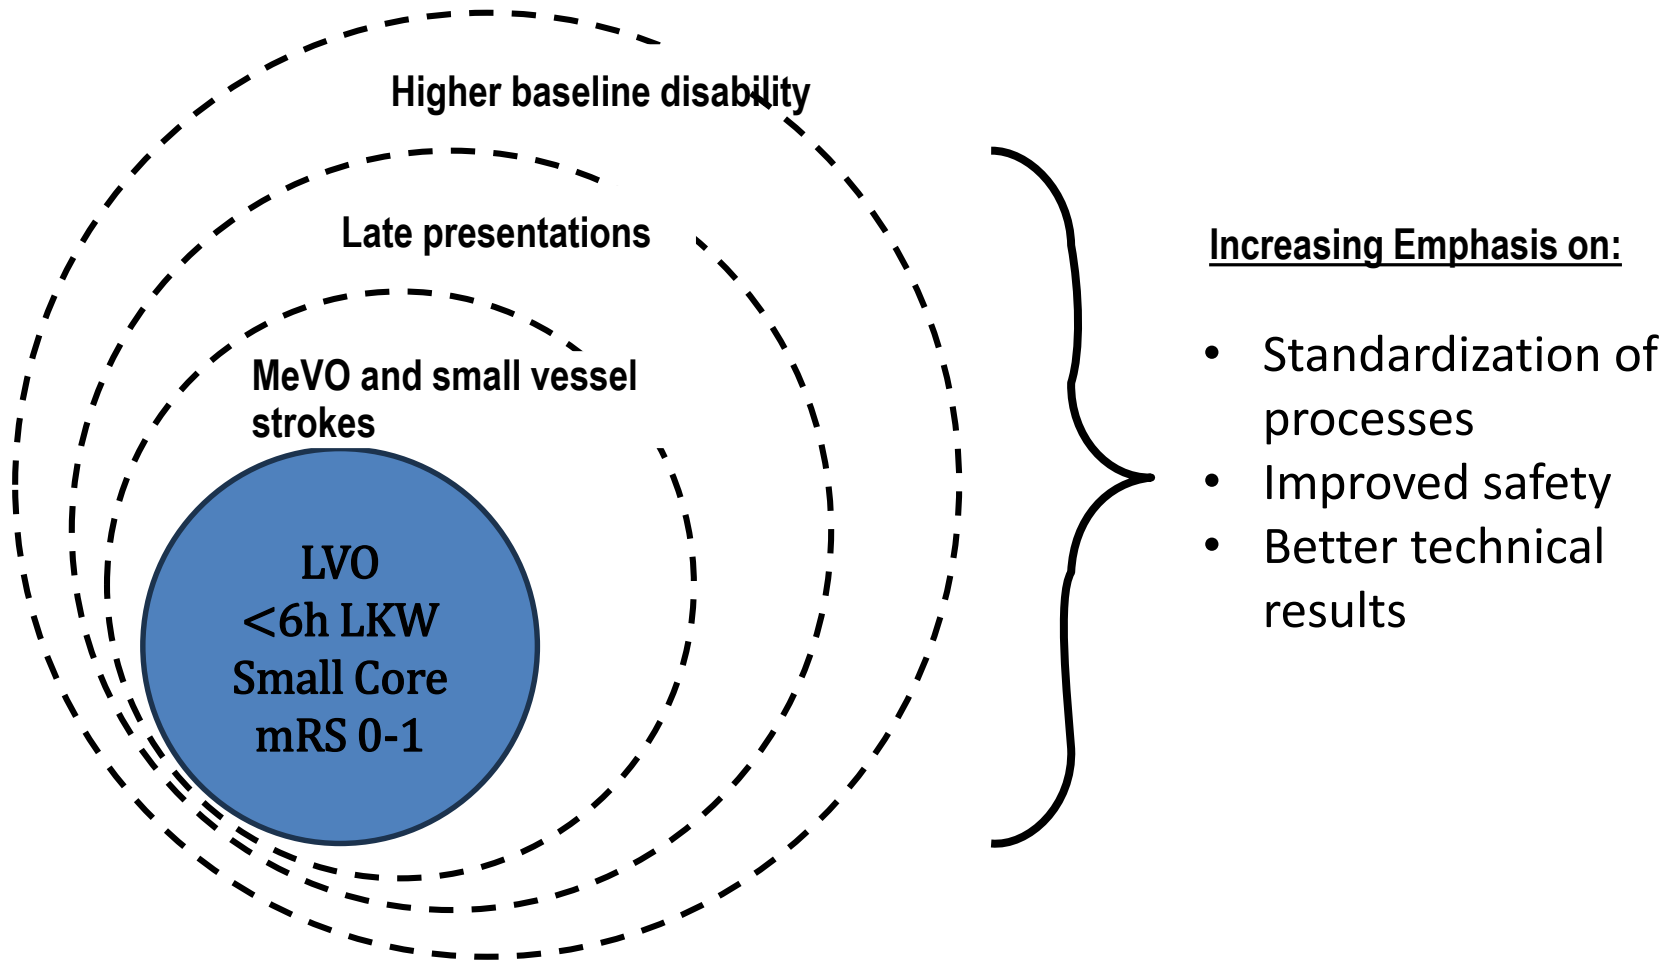 Higher baseline disability
Late presentations
MeVO and small vessel
strokes
LVO
<6h LKW
Small Core
mRS 0-1
Increasing Emphasis on:
• Standardization of
processes
• Improved safety
• Better technical
results